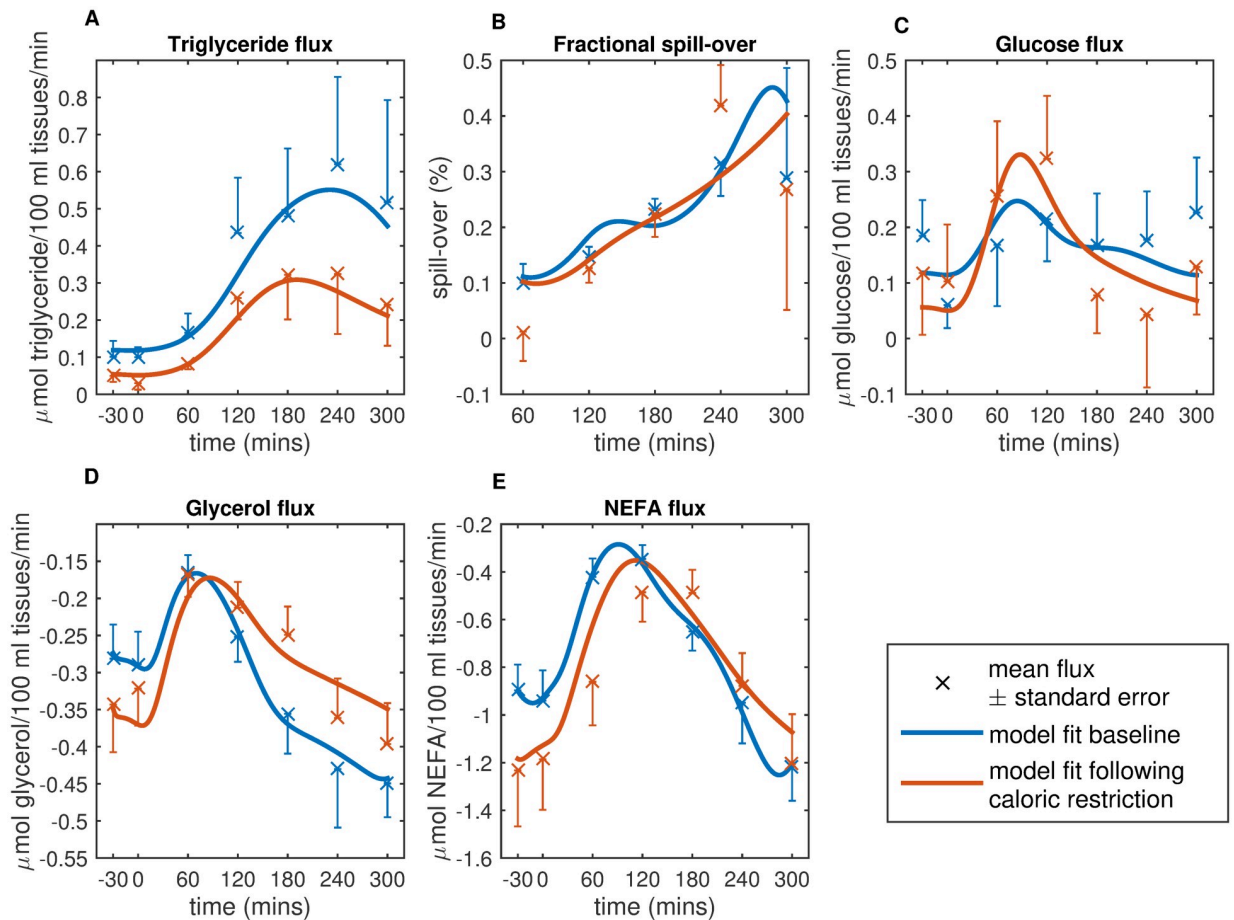 A
Triglyceride flux
μmol triglyceride/100 ml tissues/min
0.8
0.7
0.6
0.5
0.4
0.3
0.2
0.1
0
-30 0 60 120 180 240 300
time (mins)
B
Fractional spill-over
spill-over (%)
0.5
0.4
0.3
0.2
0.1
0
-0.1
60 120 180 240 300
time (mins)
C
Glucose flux
μmol glucose/100 ml tissues/min
0.5
0.4
0.3
0.2
0.1
0
-0.1
-30 0 60 120 180 240 300
time (mins)
D
Glycerol flux
μmol glycerol/100 ml tissues/min
-0.15
-0.2
-0.25
-0.3
-0.35
-0.4
-0.45
-0.5
-0.55
-30 0 60 120 180 240 300
time (mins)
E
NEFA flux
μmol NEFA/100 ml tissues/min
-0.2
-0.4
-0.6
-0.8
-1
-1.2
-1.4
-1.6
-30 0 60 120 180 240 300
time (mins)
mean flux
± standard error
model fit baseline
model fit following
caloric restriction